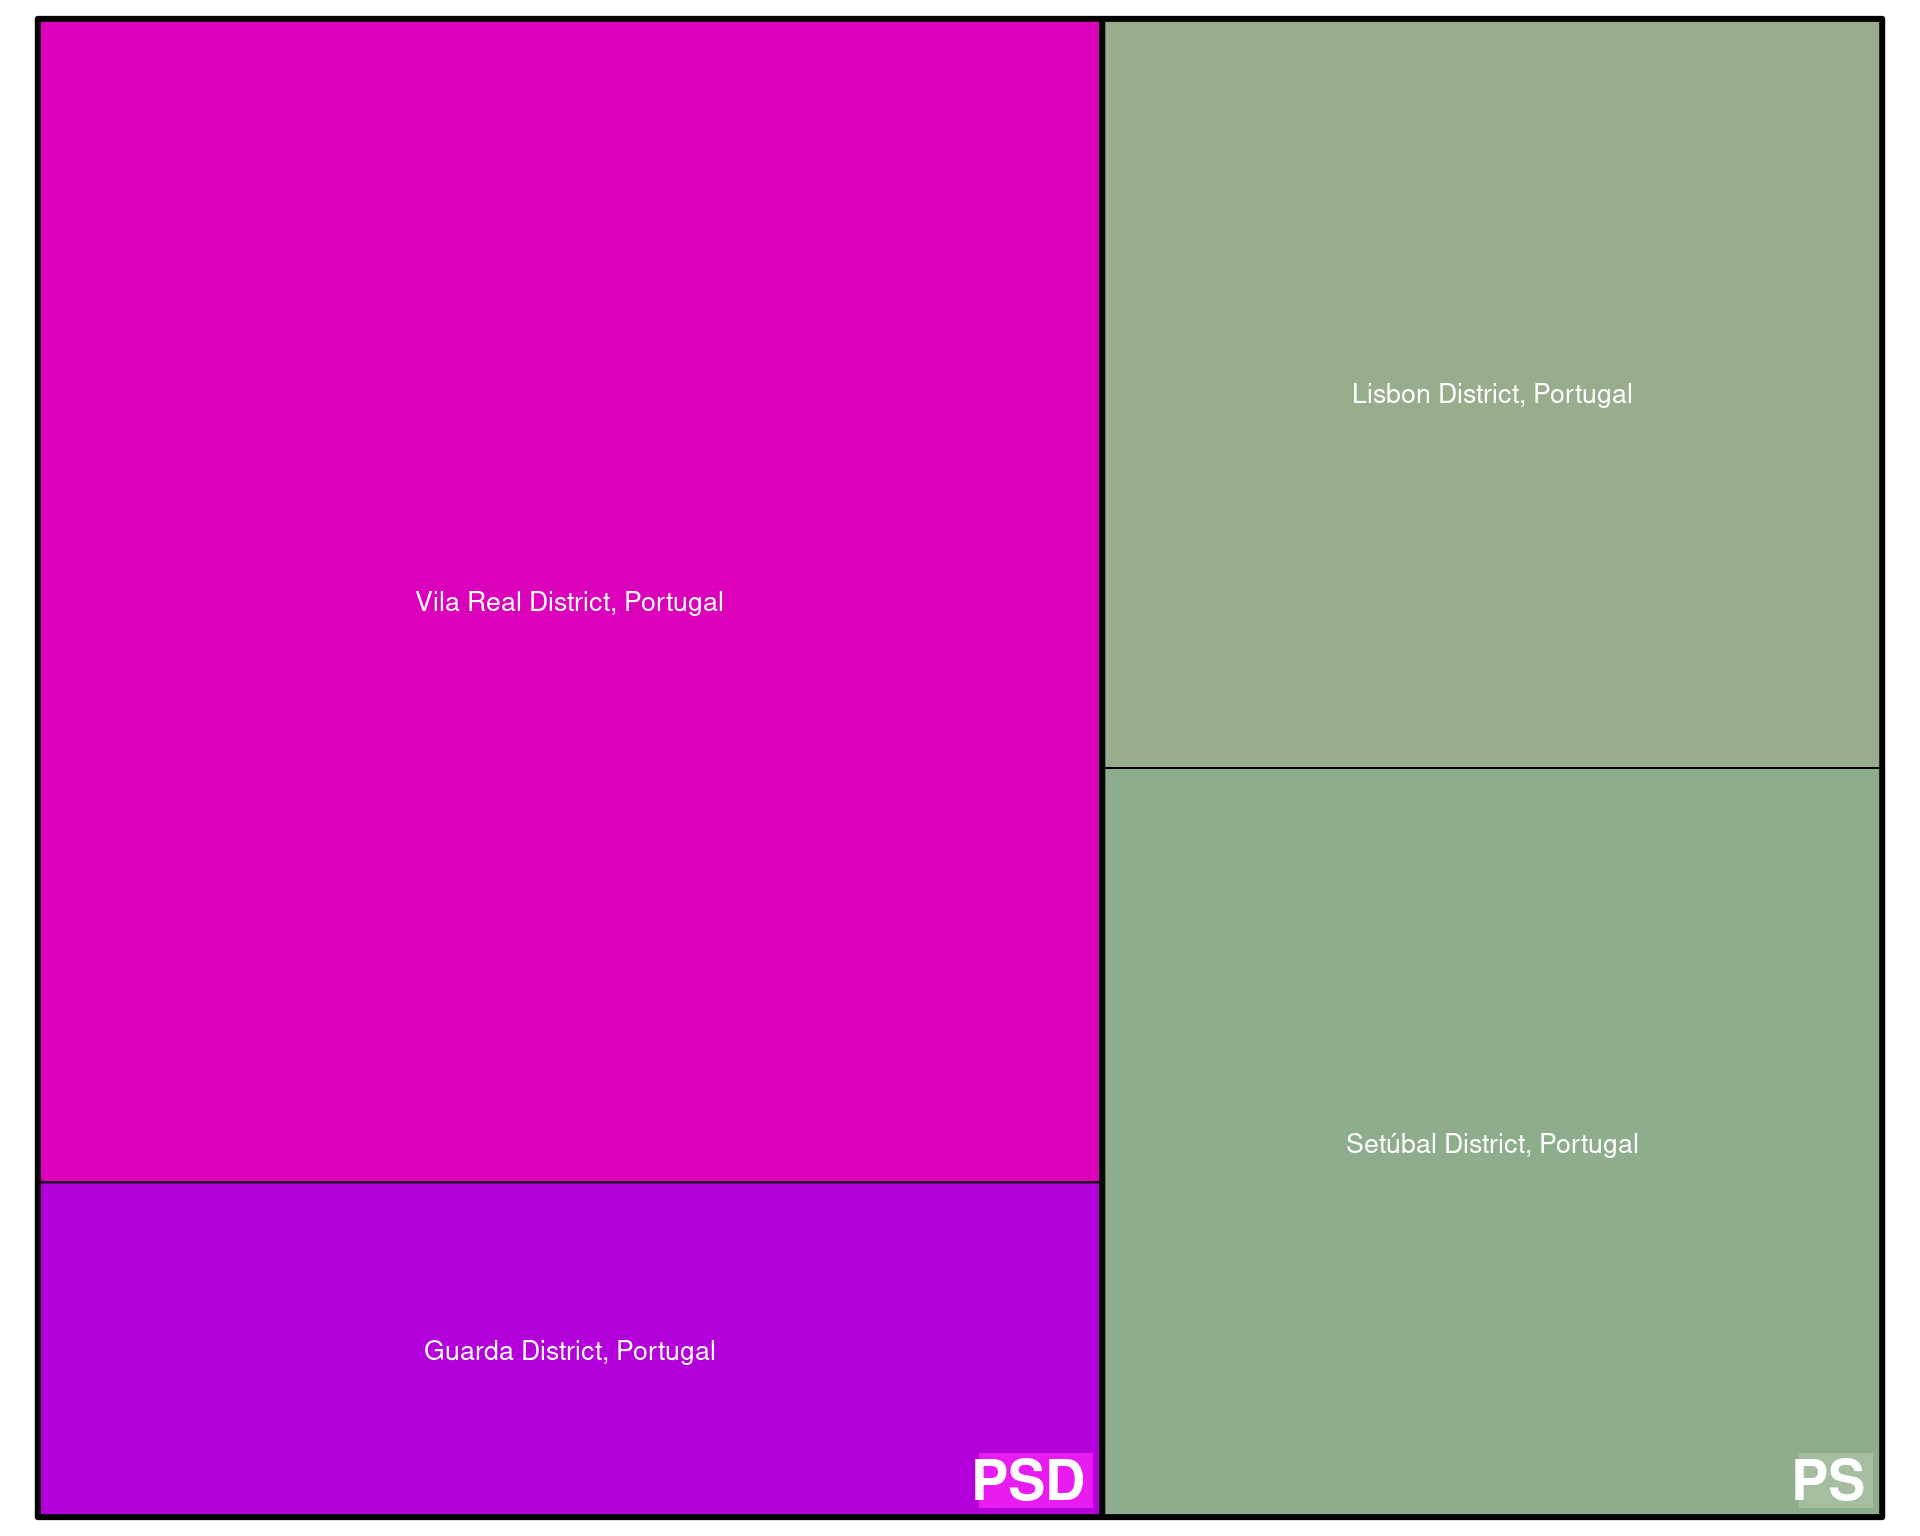 Vila Real District, Portugal
Guarda District, Portugal
PSD
Lisbon District, Portugal
Setúbal District, Portugal
PS